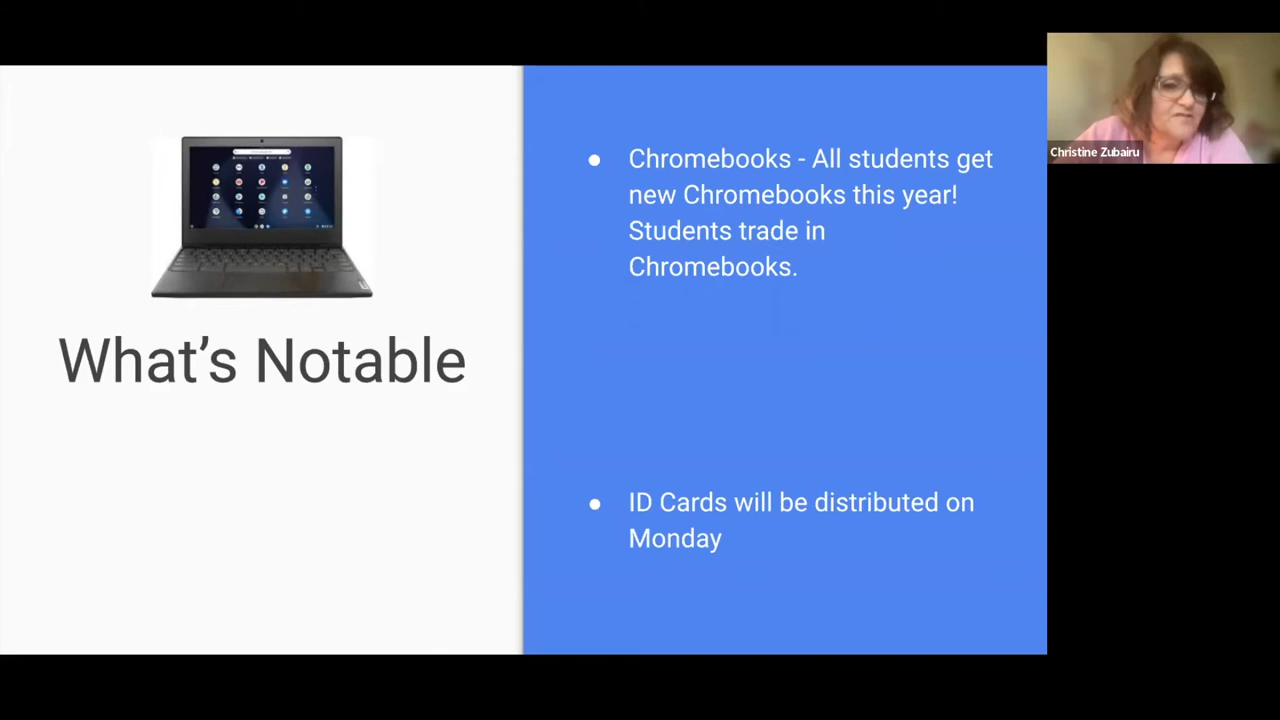 Christine Zubairu
What's Notable
● Chromebooks - All students get
new Chromebooks this year!
Students trade in
Chromebooks.
● ID Cards will be distributed on
Monday